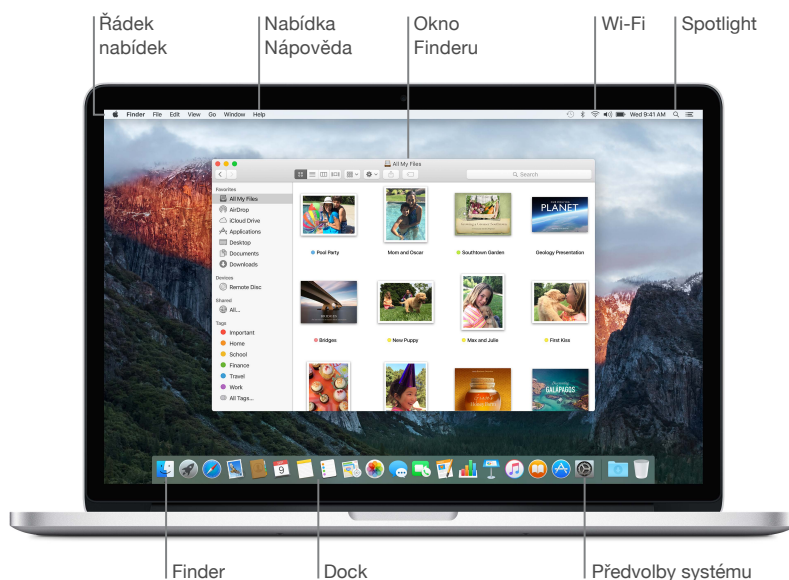 Řádek
nabídek
Nabídka
Nápověda
Okno
Finderu
Wi-Fi
Spotlight
Finder File Edit View Go Window Help
Wed 9:41 AM
All My Files
Search
Favorites
All My Files
AirDrop
iCloud Drive
Applications
Desktop
Documents
Downloads
Devices
Remote Disc
Shared
All...
Tags
Important
Home
School
Finance
Travel
Work
All Tags...
PLANET
Pool Party
Mom and Oscar
Southtown Garden
Geology Presentation
BRIDGES
Bridges
New Puppy
Max and Julie
First Kiss
GALÁPAGOS
9
Finder
Dock
Předvolby systému